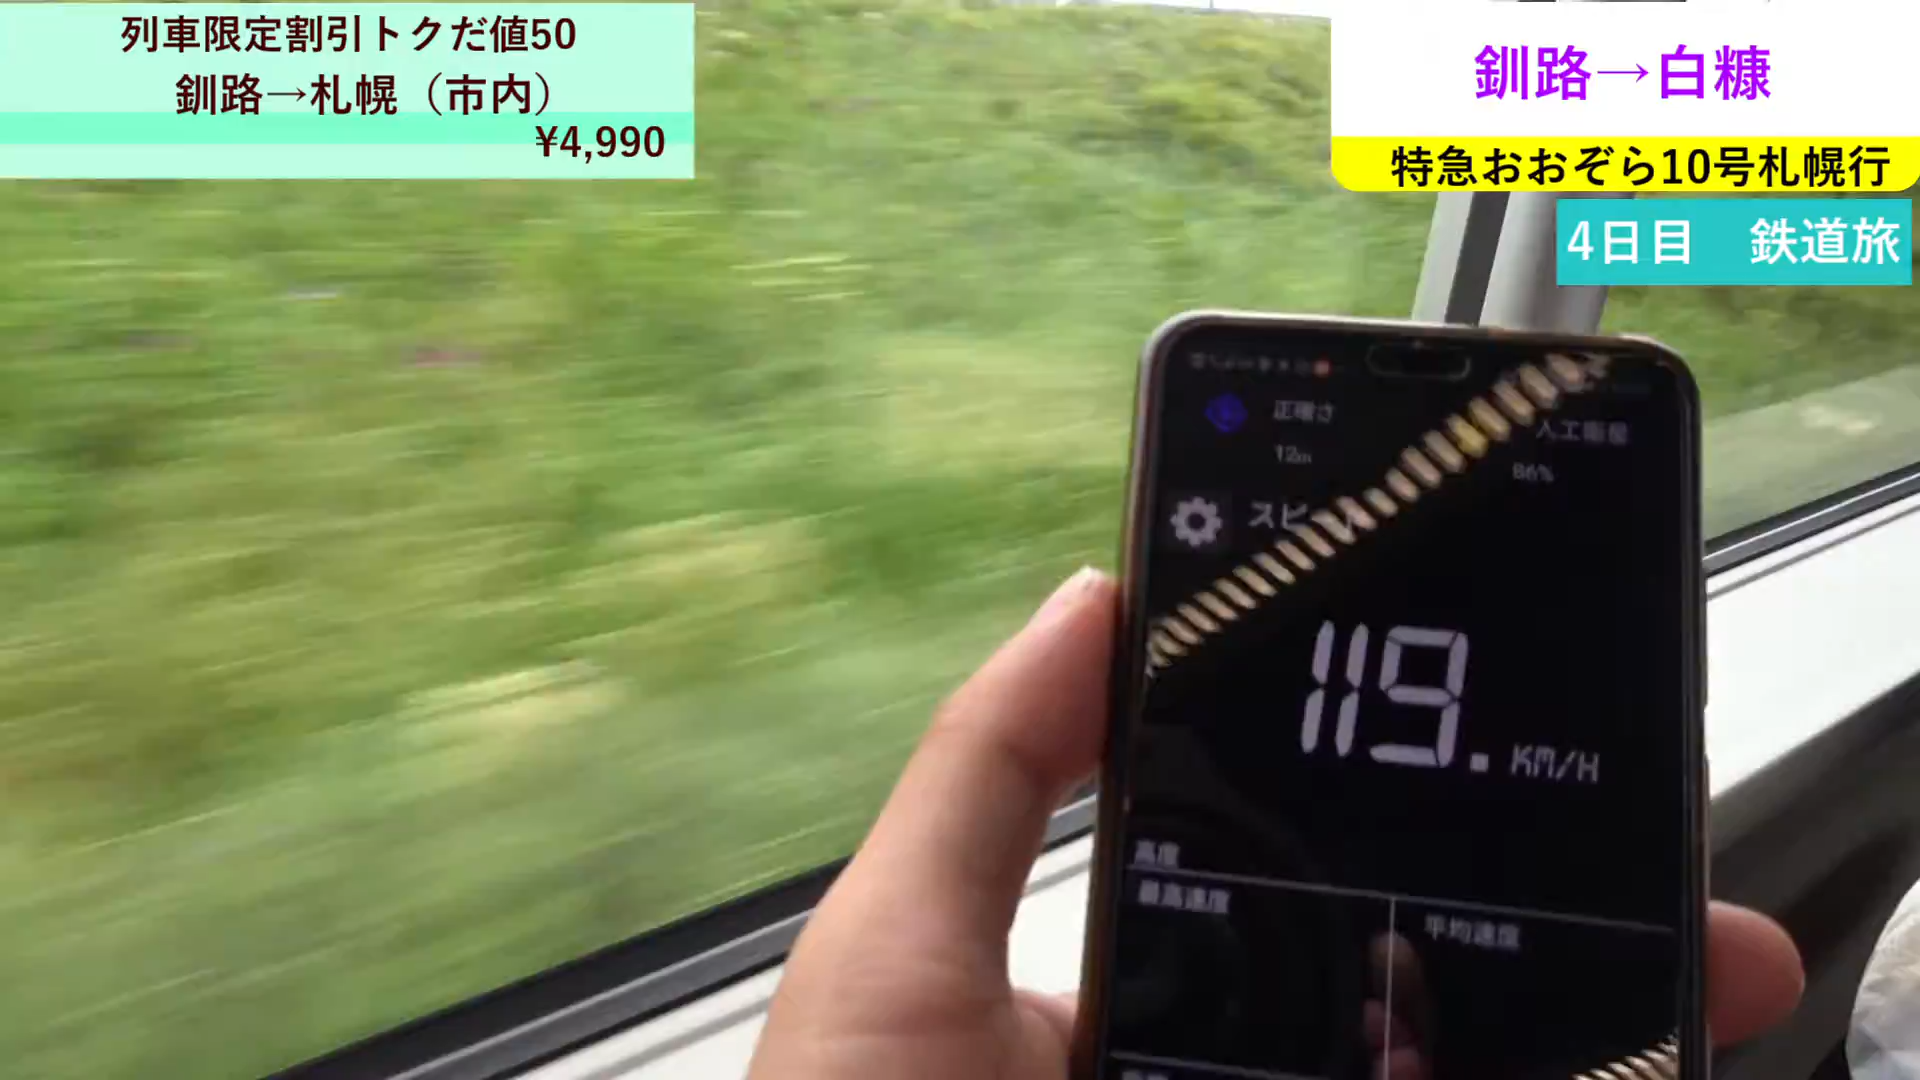 列車限定割引トクだ値50
釧路→札幌（市内）
¥4,990
釧路→白糠
特急おおぞら10号札幌行
4日目　鉄道旅
正確さ
人工衛星
12m
86%
119.
KM/H
高度
最高速度
平均速度